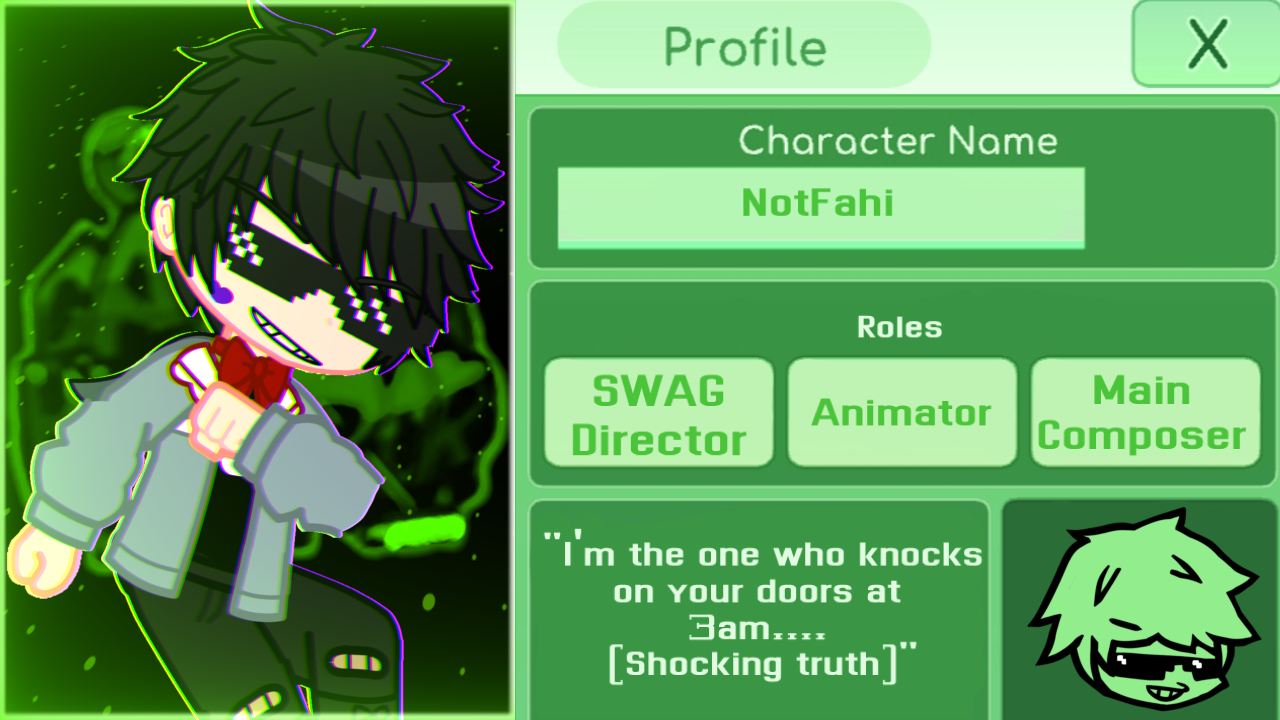 Profile
X
Character Name
NotFahi
Roles
SWAG
Director
Animator
Main
Composer
"I'm the one who knocks
on your doors at
3am....
[Shocking truth]"